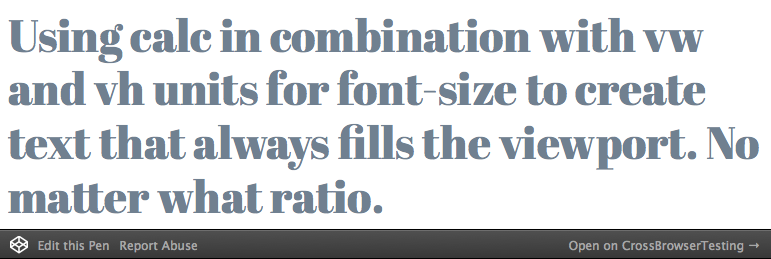 Using calc in combination with vw
and vh units for font-size to create
text that always fills the viewport. No
matter what ratio.
Edit this Pen Report Abuse Open on CrossBrowserTesting →